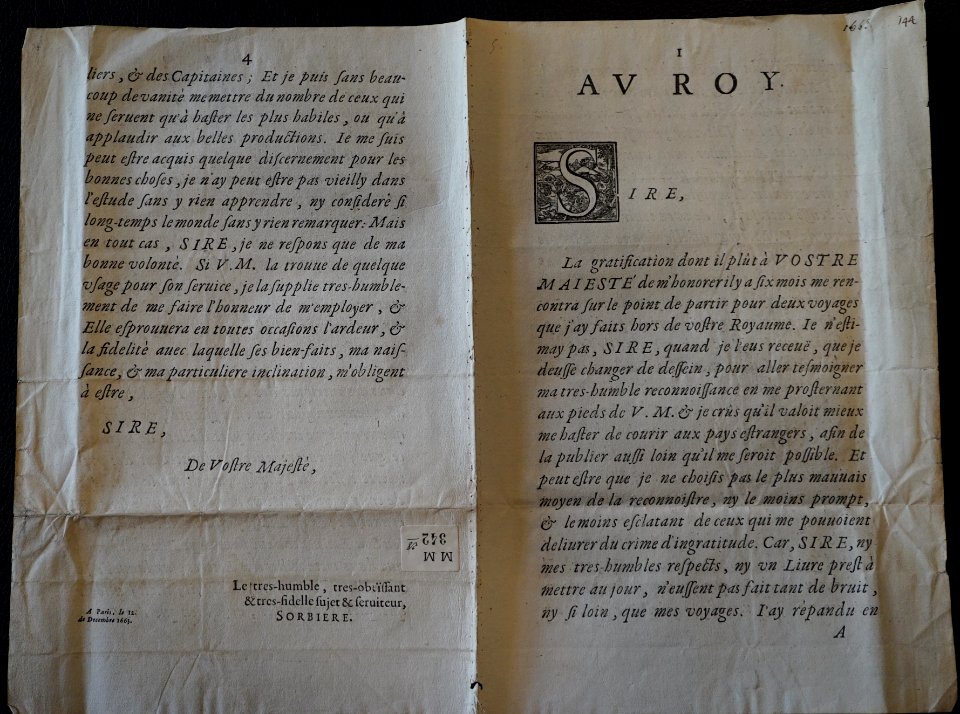 4
liers, & des Capitaines ; Et je puis ſans beau-
coup de vanité me mettre du nombre de ceux qui
ne ſeruent qu'à haſter les plus habiles, ou qu'à
applaudir aux belles productions. Ie me ſuis
peut eſtre acquis quelque diſcernement pour les
bonnes choſes, je n'ay peut eſtre pas vieilly dans
l'eſtude ſans y rien apprendre, ny conſideré ſi
long-temps le monde ſans y rien remarquer: Mais
en tout cas, SIRE, je ne reſpons que de ma
bonne volonté. Si V. M. la trouue de quelque
vſage pour ſon ſeruice, je la ſupplie tres-humble-
ment de me faire l'honneur de m'employer, &
Elle eſprouuera en toutes occaſions l'ardeur, &
la fidelité auec laquelle ſes bien-faits, ma naiſ-
ſance, & ma particuliere inclination, m'obligent
à eſtre,
SIRE,
De Voſtre Majeſté,
MM
342
Le tres-humble, tres-obeïſſant
& tres-fidelle ſujet & ſeruiteur,
SORBIERE.
A Paris, le 12.
de Decembre 1663.
1663. 144
1
AV ROY.
SIRE,
La gratification dont il plût à VOSTRE
MAIESTÉ de m'honorer il y a ſix mois me ren-
contra ſur le point de partir pour deux voyages
que j'ay faits hors de voſtre Royaume. Ie n'eſti-
may pas, SIRE, quand je l'eus receuë, que je
deuſſe changer de deſſein, pour aller teſmoigner
ma tres-humble reconnoiſſance en me proſternant
aux pieds de V. M. & je crûs qu'il valoit mieux
me haſter de courir aux pays eſtrangers, afin de
la publier auſſi loin qu'il me ſeroit poſſible. Et
peut eſtre que je ne choiſis pas le plus mauuais
moyen de la reconnoiſtre, ny le moins prompt,
& le moins eſclatant de ceux qui me pouuoient
deliurer du crime d'ingratitude. Car, SIRE, ny
mes tres-humbles reſpects, ny vn Liure preſt à
mettre au jour, n'euſſent pas fait tant de bruit,
ny ſi loin, que mes voyages. I'ay répandu en
A